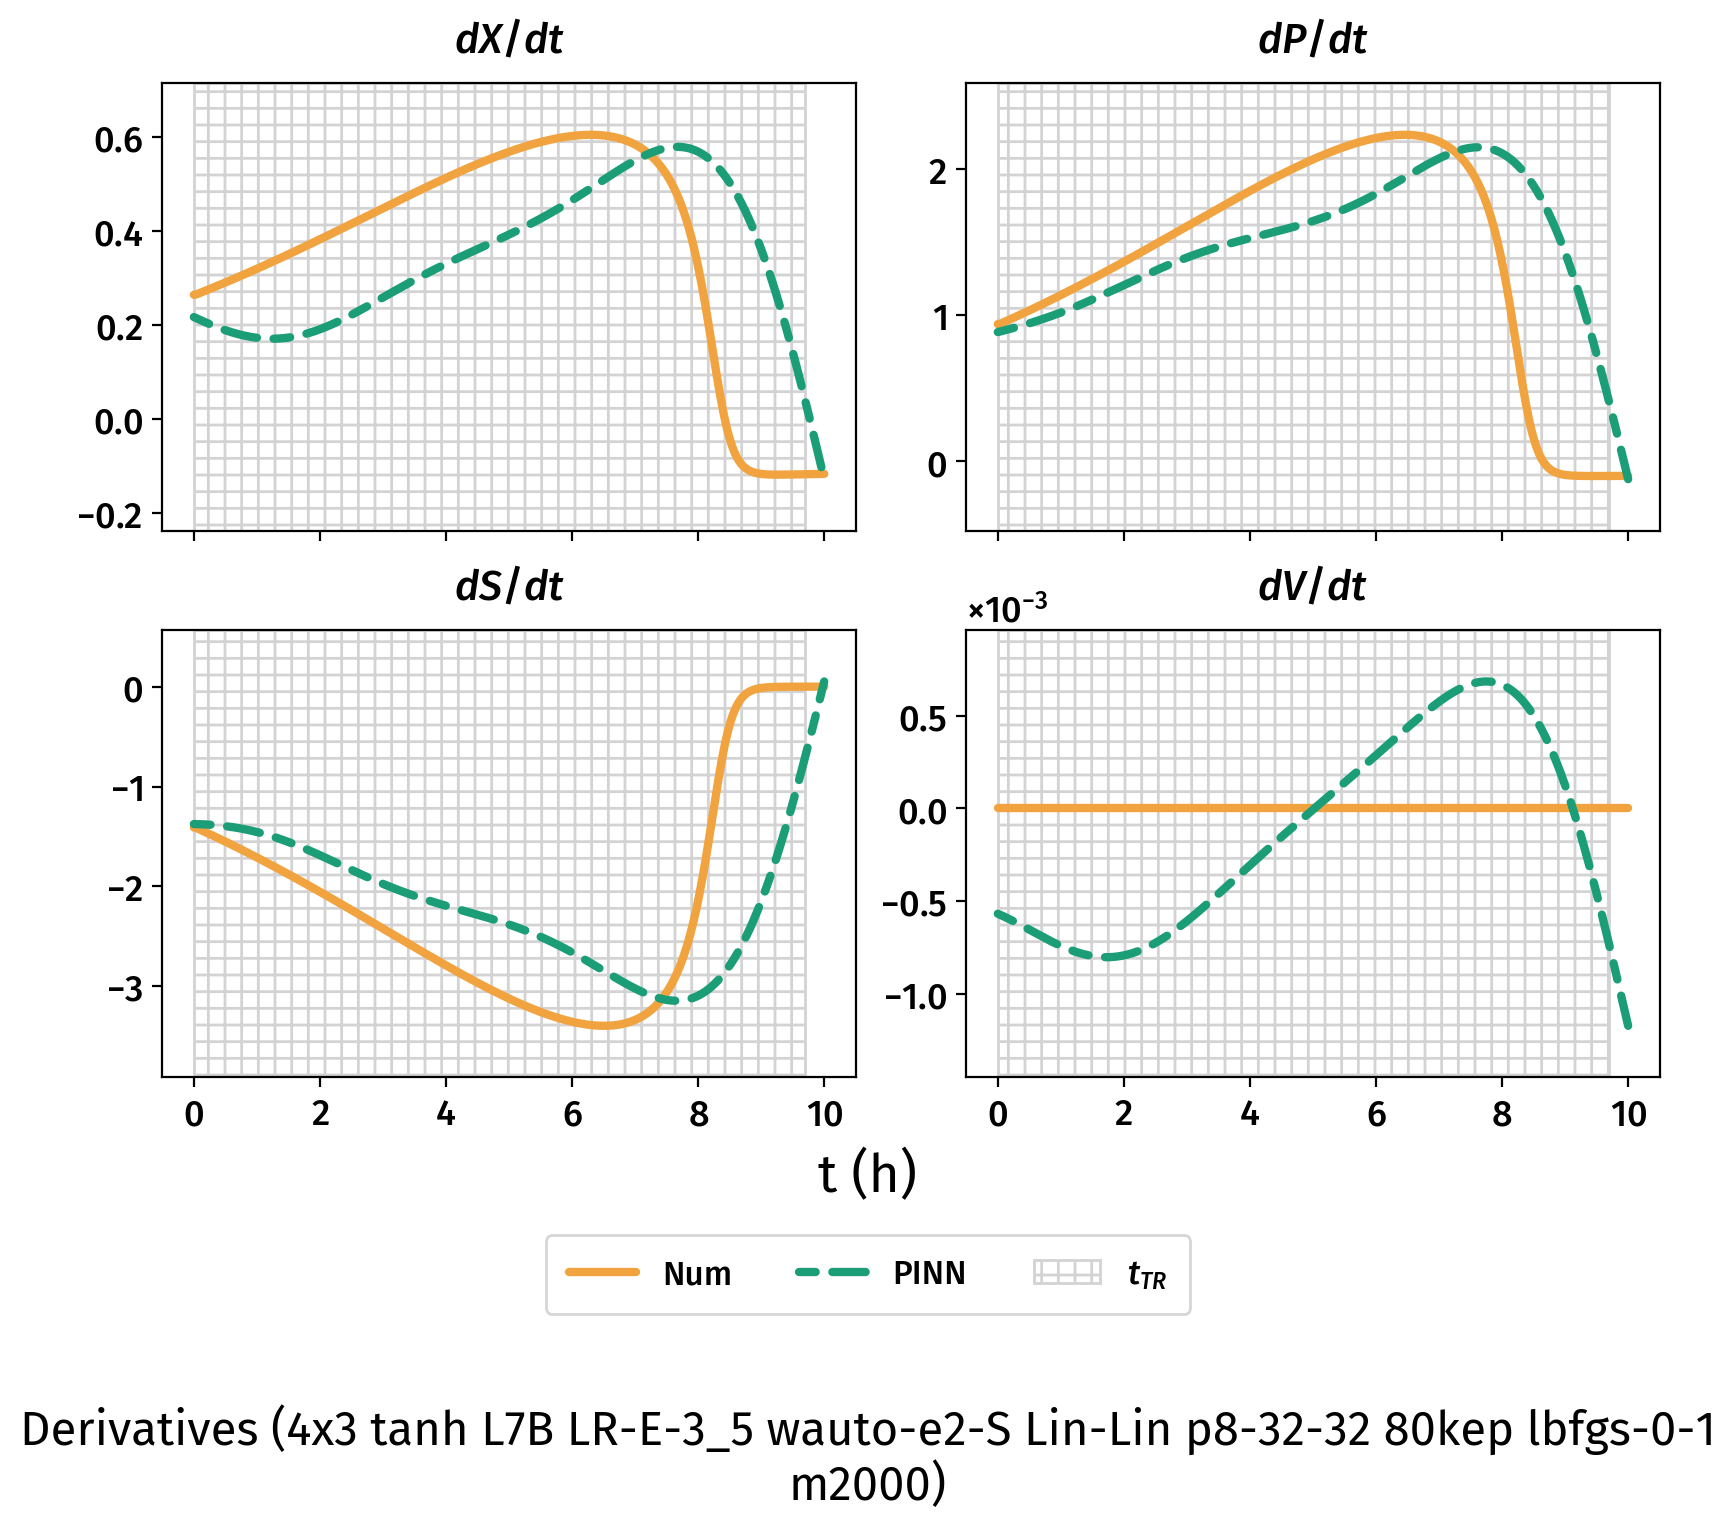 dX/dt
dP/dt
0.6
0.4
0.2
0.0
−0.2
2
1
0
dS/dt
dV/dt
×10⁻³
0
−1
−2
−3
0.5
0.0
−0.5
−1.0
0 2 4 6 8 10
0 2 4 6 8 10
t (h)
Num PINN t_TR
Derivatives (4x3 tanh L7B LR-E-3_5 wauto-e2-S Lin-Lin p8-32-32 80kep lbfgs-0-1
m2000)